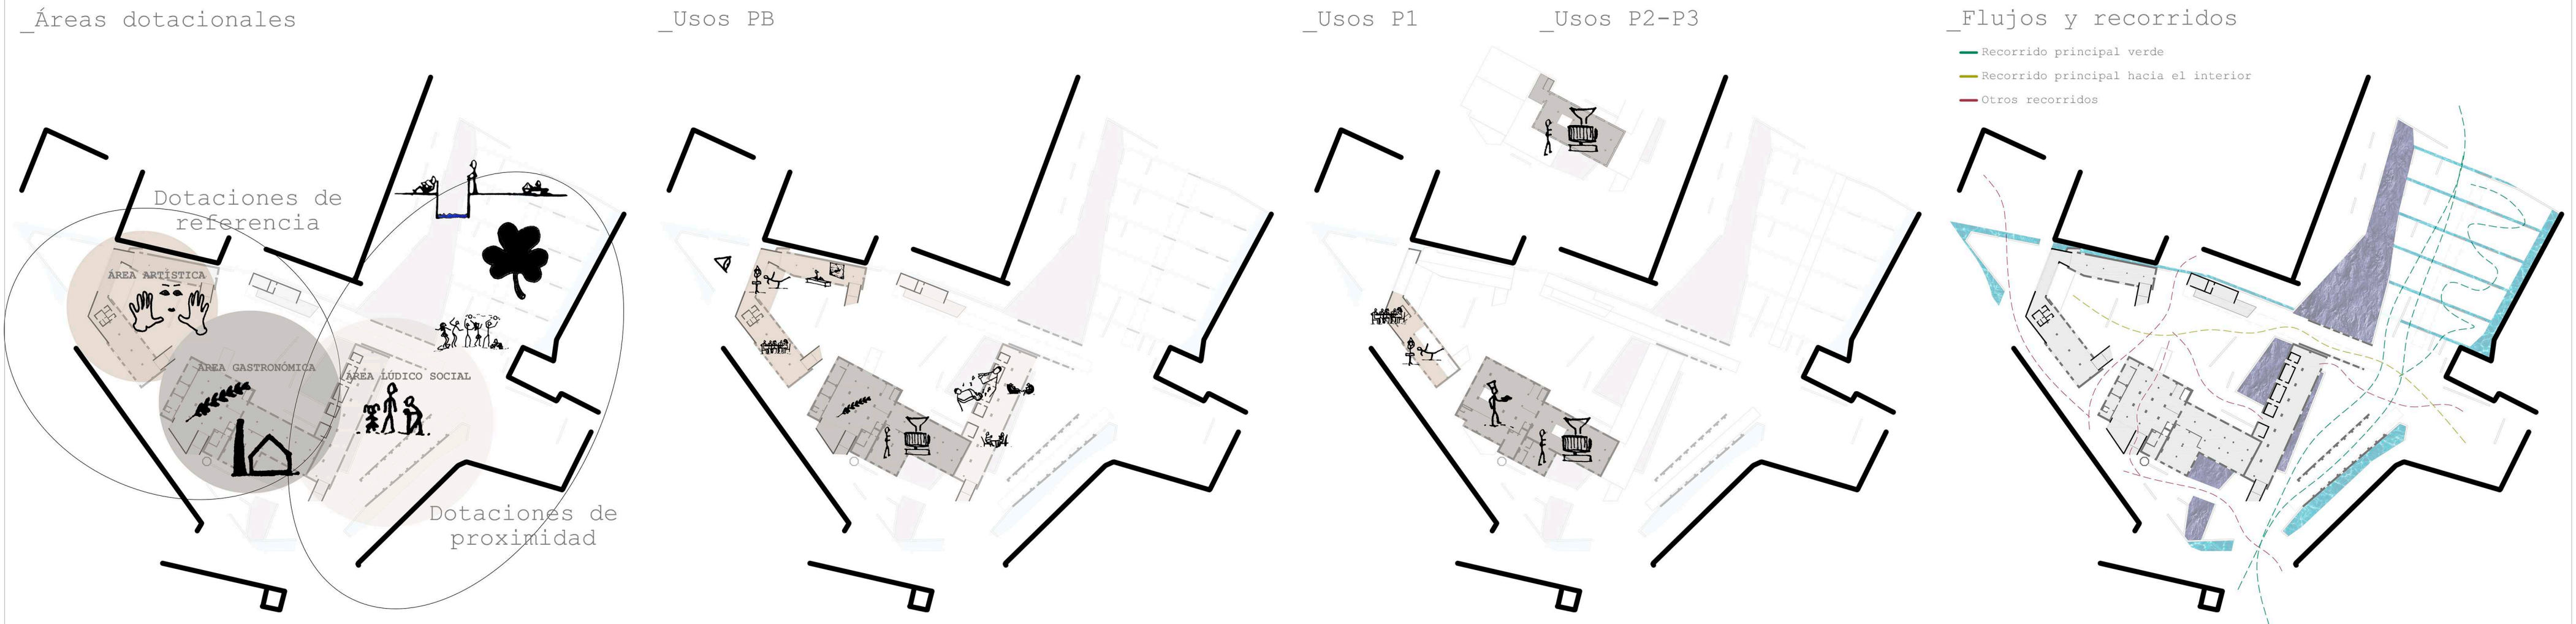 _Áreas dotacionales
_Usos PB
_Usos P1
_Usos P2-P3
_Flujos y recorridos
Recorrido principal verde
Recorrido principal hacia el interior
Otros recorridos
Dotaciones de
referencia
ÁREA ARTÍSTICA
ÁREA GASTRONÓMICA
ÁREA LÚDICO SOCIAL
Dotaciones de
proximidad